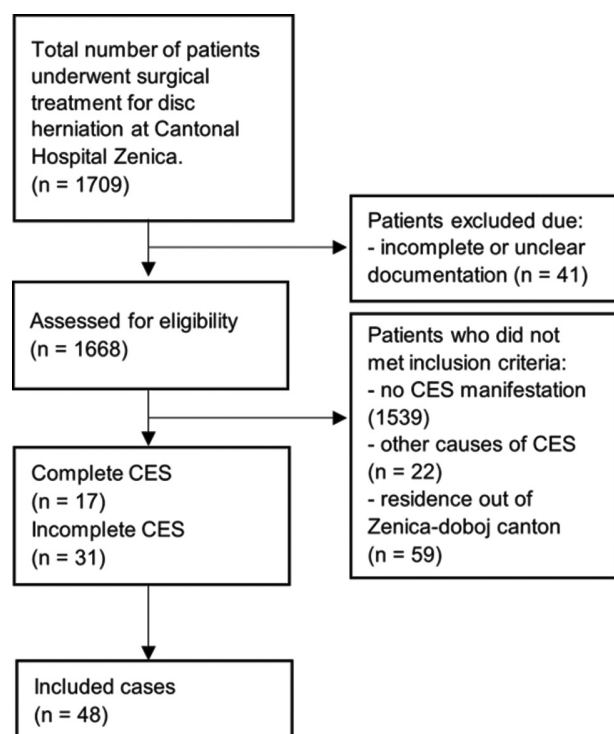 Total number of patients
underwent surgical
treatment for disc
herniation at Cantonal
Hospital Zenica.
(n = 1709)
Patients excluded due:
- incomplete or unclear
documentation (n = 41)
Assessed for eligibility
(n = 1668)
Patients who did not
met inclusion criteria:
- no CES manifestation
(1539)
- other causes of CES
(n = 22)
- residence out of
Zenica-doboj canton
(n = 59)
Complete CES
(n = 17)
Incomplete CES
(n = 31)
Included cases
(n = 48)